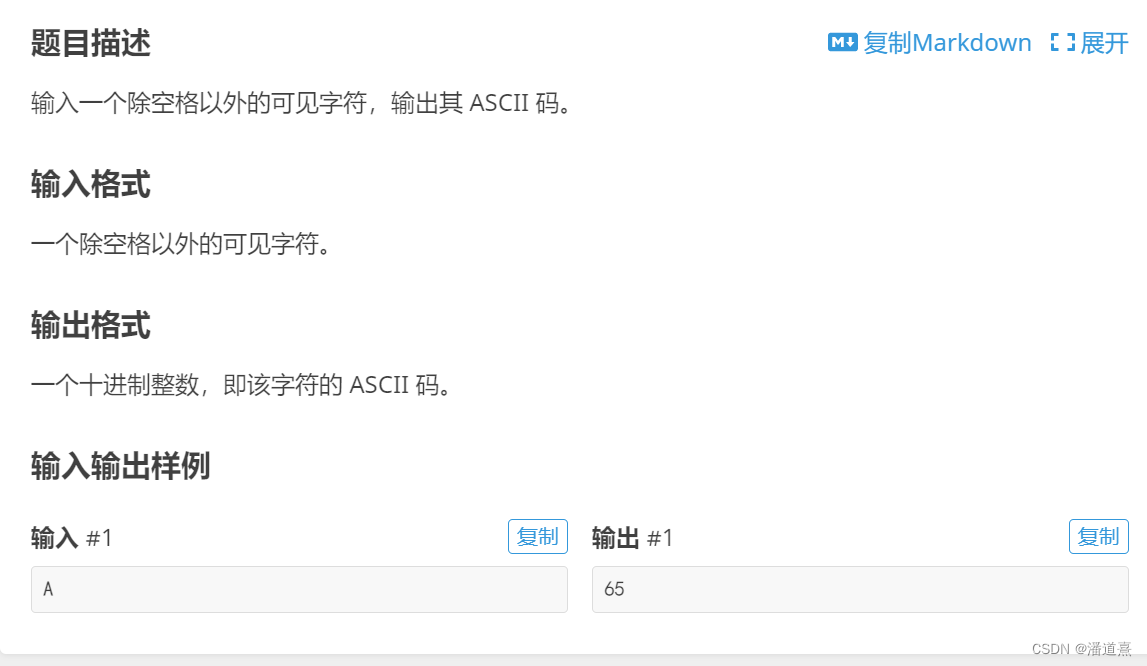 题目描述
复制Markdown 展开
输入一个除空格以外的可见字符，输出其 ASCII 码。
输入格式
一个除空格以外的可见字符。
输出格式
一个十进制整数，即该字符的 ASCII 码。
输入输出样例
输入 #1 复制
输出 #1 复制
A
65
CSDN @潘道熹